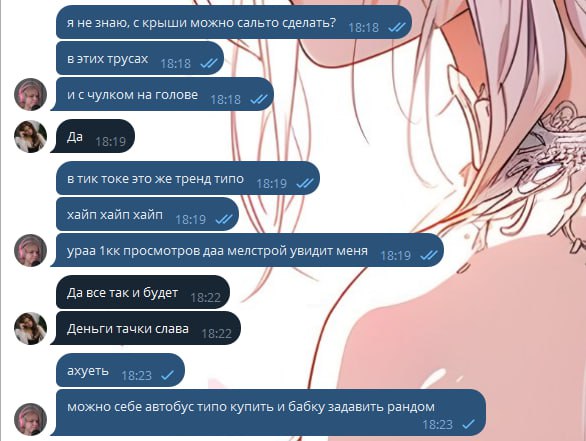 я не знаю, с крыши можно сальто сделать? 18:18
в этих трусах 18:18
и с чулком на голове 18:18
Да 18:19
в тик токе это же тренд типо 18:19
хайп хайп хайп 18:19
ураа 1кк просмотров даа мелстрой увидит меня 18:19
Да все так и будет 18:22
Деньги тачки слава 18:22
ахуеть 18:23
можно себе автобус типо купить и бабку задавить рандом
18:23